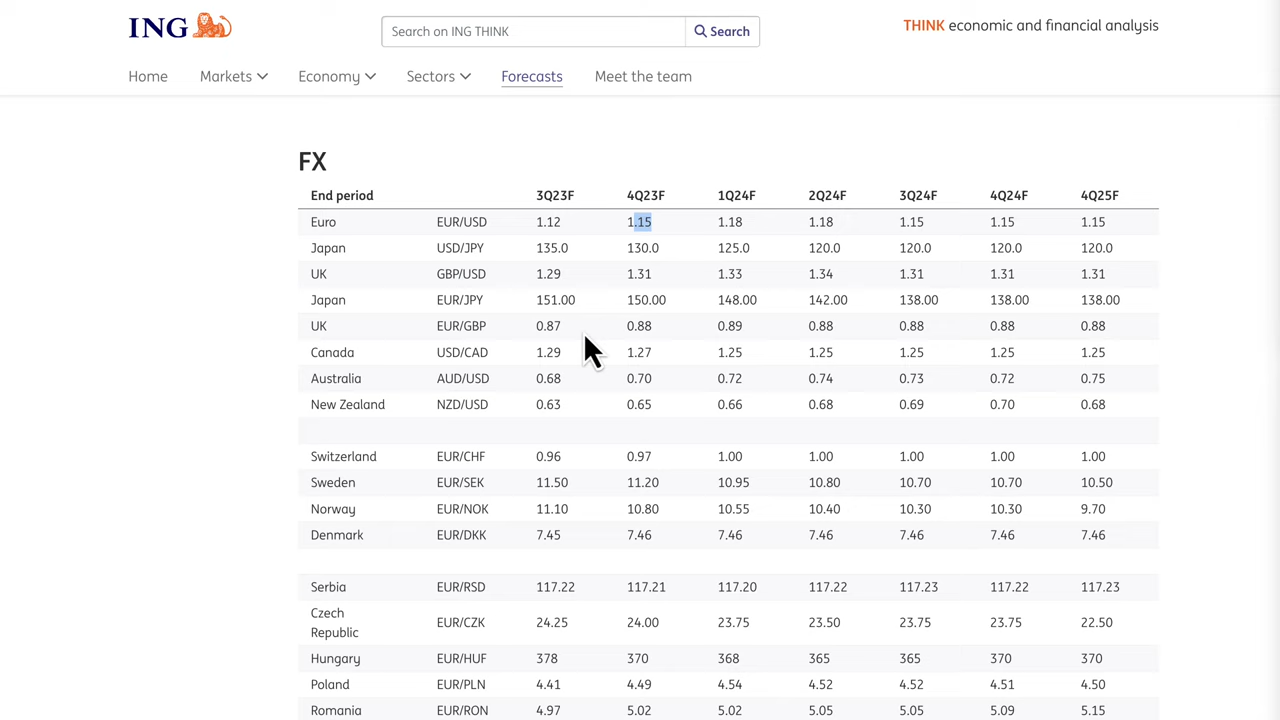 ING
Search on ING THINK
Search
THINK economic and financial analysis
Home Markets Economy Sectors Forecasts Meet the team
FX
End period 3Q23F 4Q23F 1Q24F 2Q24F 3Q24F 4Q24F 4Q25F
Euro EUR/USD 1.12 1.15 1.18 1.18 1.15 1.15 1.15
Japan USD/JPY 135.0 130.0 125.0 120.0 120.0 120.0 120.0
UK GBP/USD 1.29 1.31 1.33 1.34 1.31 1.31 1.31
Japan EUR/JPY 151.00 150.00 148.00 142.00 138.00 138.00 138.00
UK EUR/GBP 0.87 0.88 0.89 0.88 0.88 0.88 0.88
Canada USD/CAD 1.29 1.27 1.25 1.25 1.25 1.25 1.25
Australia AUD/USD 0.68 0.70 0.72 0.74 0.73 0.72 0.75
New Zealand NZD/USD 0.63 0.65 0.66 0.68 0.69 0.70 0.68
Switzerland EUR/CHF 0.96 0.97 1.00 1.00 1.00 1.00 1.00
Sweden EUR/SEK 11.50 11.20 10.95 10.80 10.70 10.70 10.50
Norway EUR/NOK 11.10 10.80 10.55 10.40 10.30 10.30 9.70
Denmark EUR/DKK 7.45 7.46 7.46 7.46 7.46 7.46 7.46
Serbia EUR/RSD 117.22 117.21 117.20 117.22 117.23 117.22 117.23
Czech
Republic EUR/CZK 24.25 24.00 23.75 23.50 23.75 23.75 22.50
Hungary EUR/HUF 378 370 368 365 365 370 370
Poland EUR/PLN 4.41 4.49 4.54 4.52 4.52 4.51 4.50
Romania EUR/RON 4.97 5.02 5.02 5.05 5.05 5.09 5.15